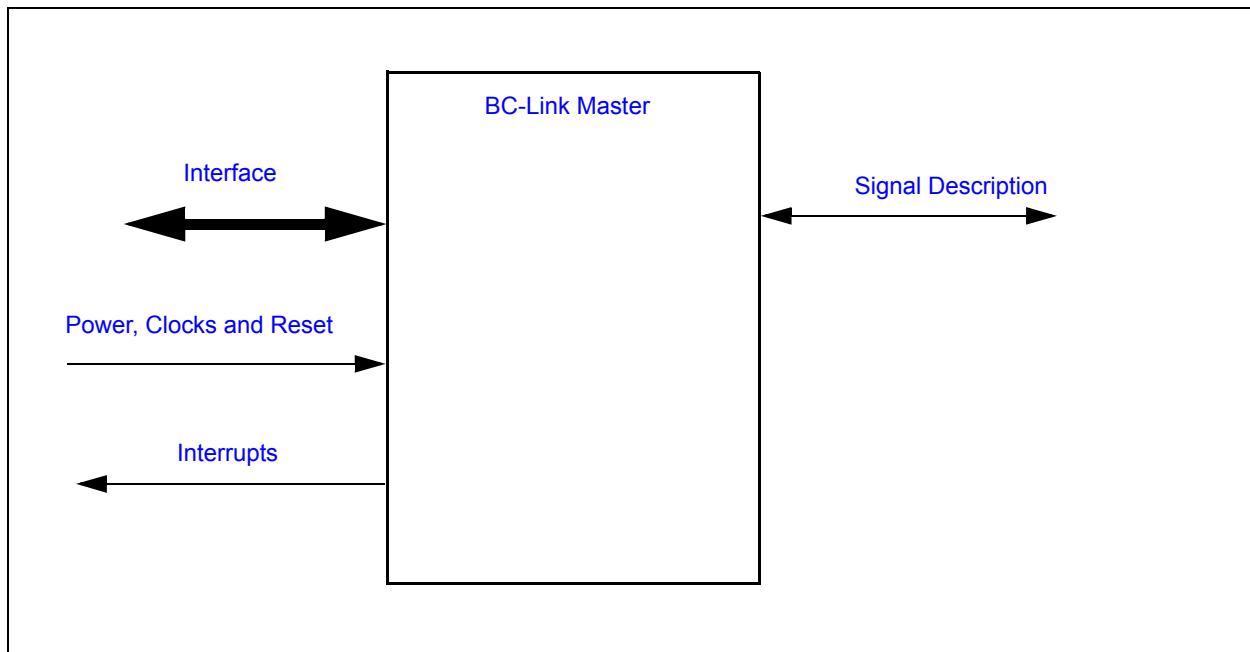 BC-Link Master
Interface
Signal Description
Power, Clocks and Reset
Interrupts